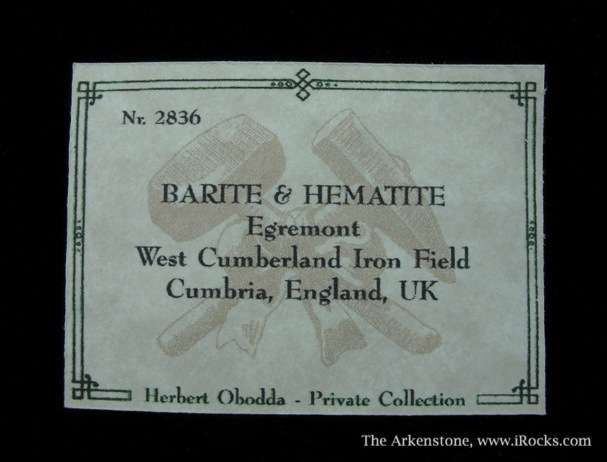 Nr. 2836
BARITE & HEMATITE
Egremont
West Cumberland Iron Field
Cumbria, England, UK
Herbert Obodda - Private Collection
The Arkenstone, www.iRocks.com